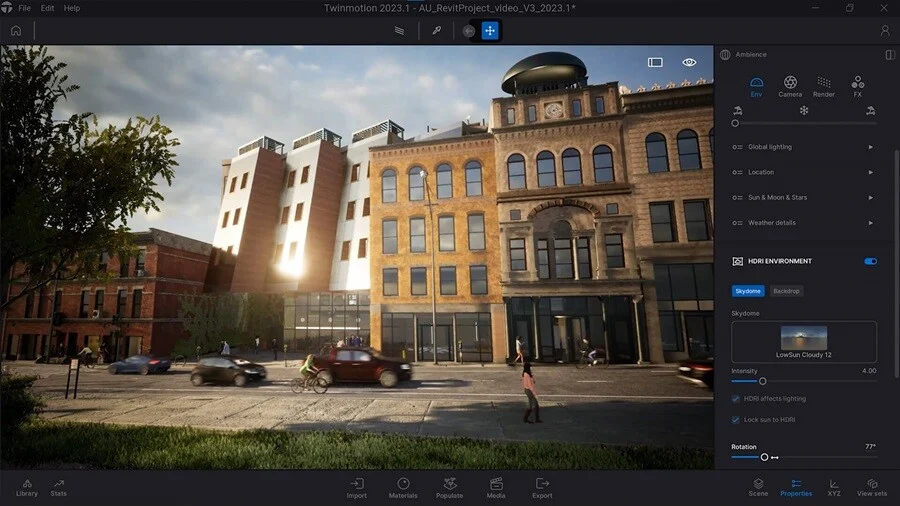 Twinmotion 2023.1 - AU_RevitProject_video_V3_2023.1*
File Edit Help
Ambience
Env Camera Render FX
Global lighting
Location
Sun & Moon & Stars
Weather details
HDRI ENVIRONMENT
Skydome Backdrop
Skydome
LowSun Cloudy 12
Intensity 4.00
HDRI affects lighting
Lock sun to HDRI
Rotation 77°
Library Stats Import Materials Populate Media Export Scene Properties XYZ View sets